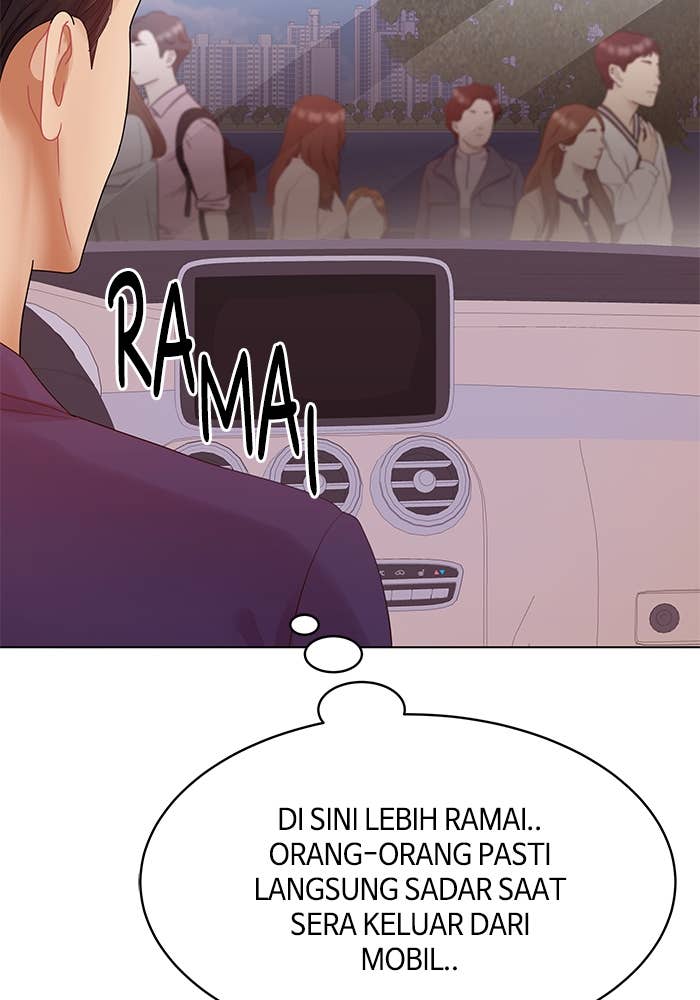 RAMAI
DI SINI LEBIH RAMAI..
ORANG-ORANG PASTI
LANGSUNG SADAR SAAT
SERA KELUAR DARI
MOBIL..